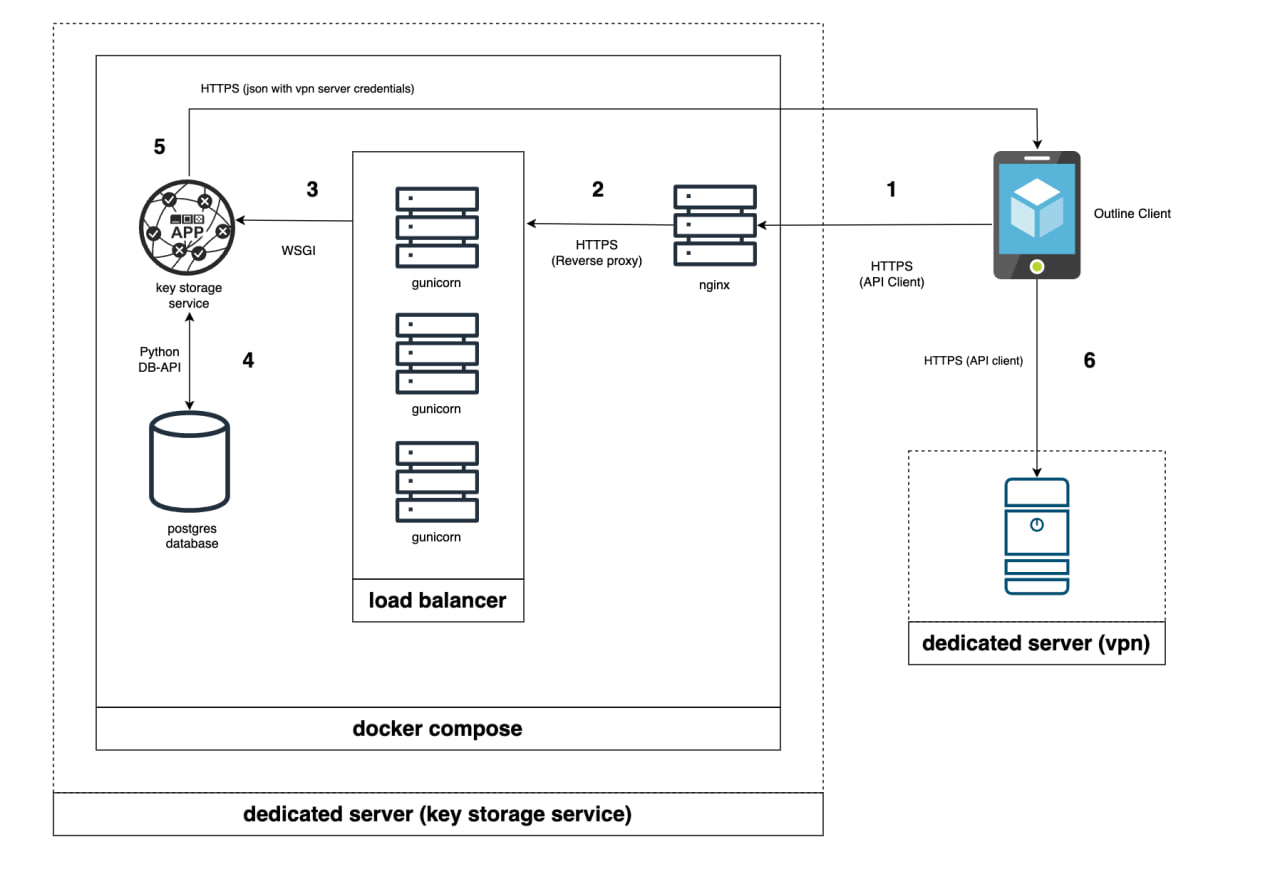 HTTPS (json with vpn server credentials)
5
3
2
1
APP
WSGI
HTTPS
(Reverse proxy)
HTTPS
(API Client)
Outline Client
key storage
service
gunicorn
nginx
Python
DB-API
4
HTTPS (API client)
6
gunicorn
postgres
database
gunicorn
load balancer
dedicated server (vpn)
docker compose
dedicated server (key storage service)